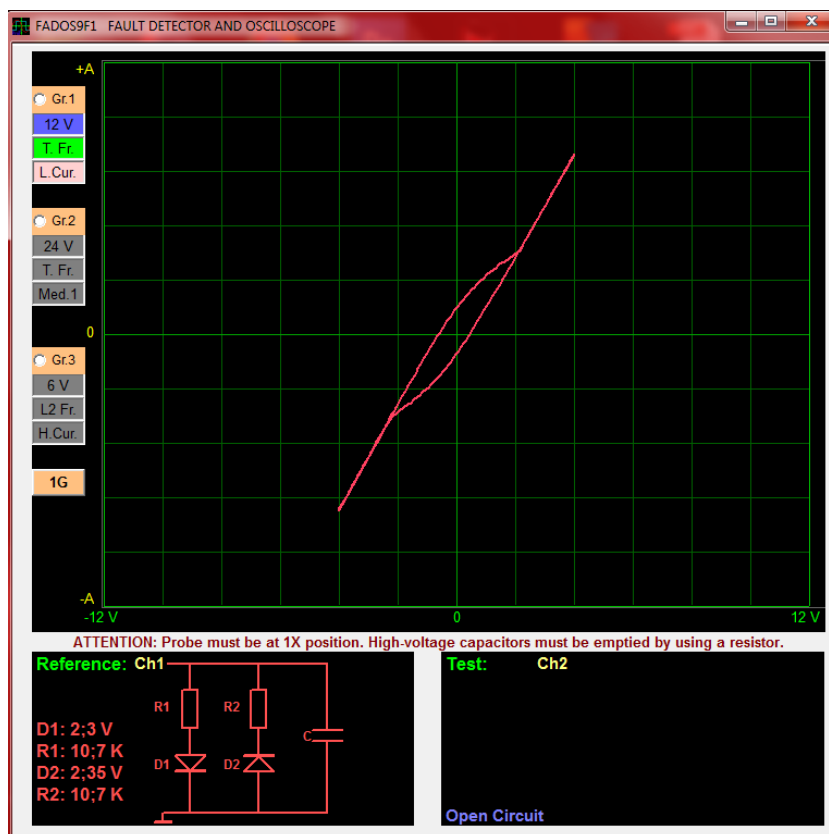 FADOS9F1 FAULT DETECTOR AND OSCILLOSCOPE
+A
Gr.1
12 V
T. Fr.
L.Cur.
Gr.2
24 V
T. Fr.
Med.1
0
Gr.3
6 V
L2 Fr.
H.Cur.
1G
-A
-12 V
0
12 V
ATTENTION: Probe must be at 1X position. High-voltage capacitors must be emptied by using a resistor.
Reference: Ch1
R1
R2
C
D1: 2;3 V
R1: 10;7 K
D2: 2;35 V
R2: 10;7 K
D1
D2
Test: Ch2
Open Circuit